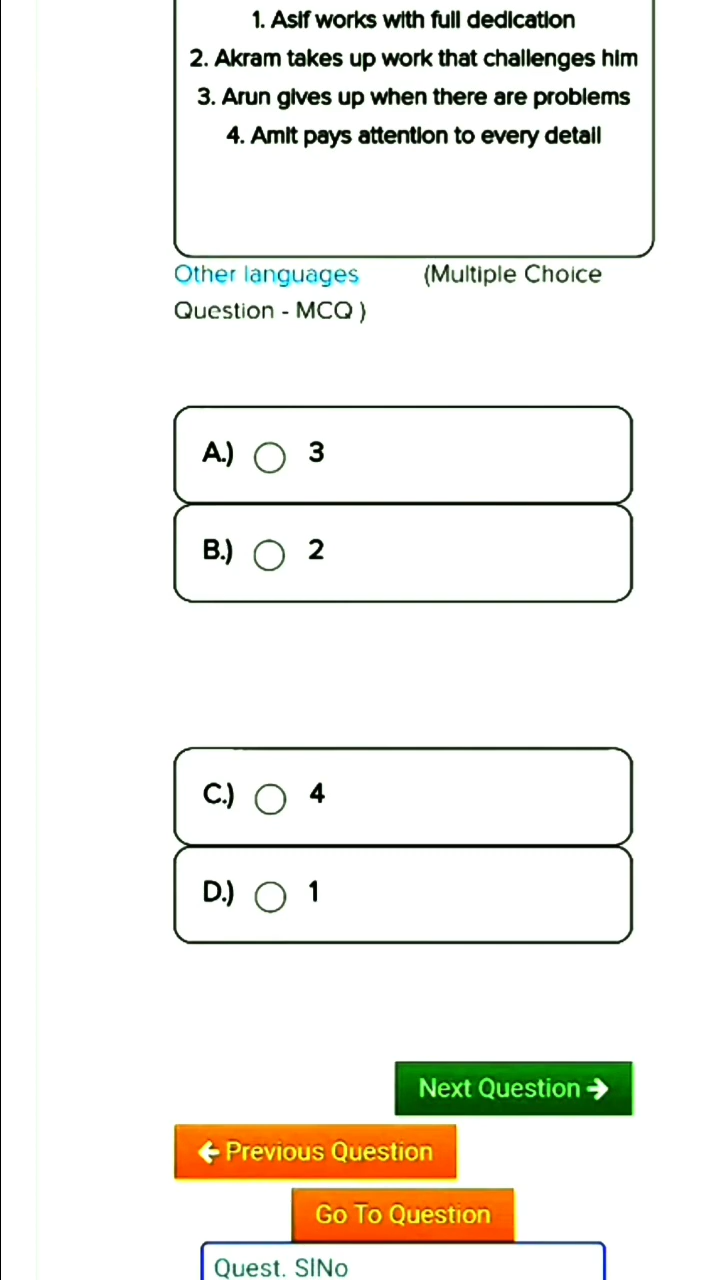 1. Asif works with full dedication
2. Akram takes up work that challenges him
3. Arun gives up when there are problems
4. Amit pays attention to every detail
Other languages (Multiple Choice
Question - MCQ )
A.) 3
B.) 2
C.) 4
D.) 1
Next Question →
← Previous Question
Go To Question
Quest. SlNo